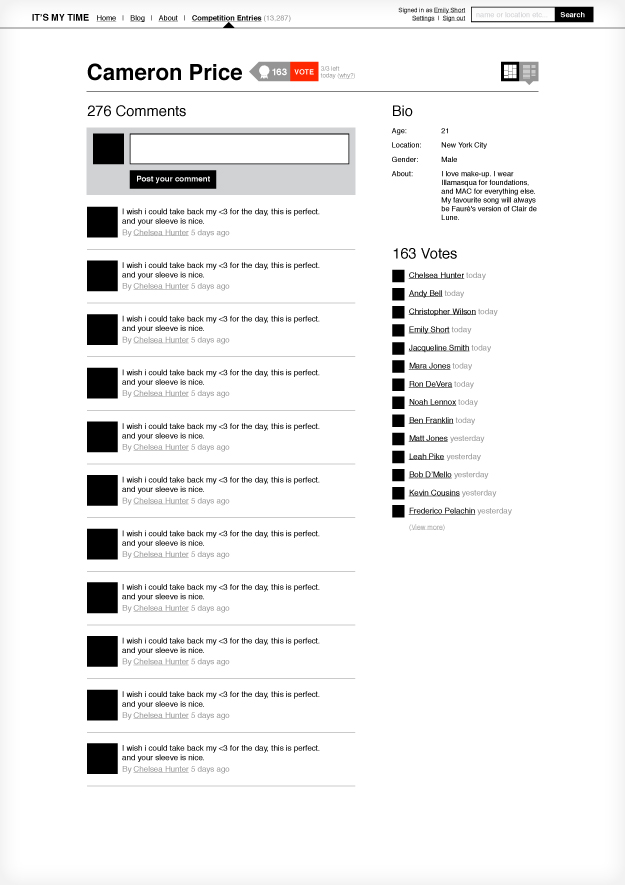 IT'S MY TIME Home | Blog | About | Competition Entries (13,287)
Signed in as Emily Short
Settings | Sign out
name or location etc..
Search
Cameron Price
163
VOTE
3/3 left
today (why?)
276 Comments
Post your comment
I wish i could take back my <3 for the day, this is perfect.
and your sleeve is nice.
By Chelsea Hunter 5 days ago
I wish i could take back my <3 for the day, this is perfect.
and your sleeve is nice.
By Chelsea Hunter 5 days ago
I wish i could take back my <3 for the day, this is perfect.
and your sleeve is nice.
By Chelsea Hunter 5 days ago
I wish i could take back my <3 for the day, this is perfect.
and your sleeve is nice.
By Chelsea Hunter 5 days ago
I wish i could take back my <3 for the day, this is perfect.
and your sleeve is nice.
By Chelsea Hunter 5 days ago
I wish i could take back my <3 for the day, this is perfect.
and your sleeve is nice.
By Chelsea Hunter 5 days ago
I wish i could take back my <3 for the day, this is perfect.
and your sleeve is nice.
By Chelsea Hunter 5 days ago
I wish i could take back my <3 for the day, this is perfect.
and your sleeve is nice.
By Chelsea Hunter 5 days ago
I wish i could take back my <3 for the day, this is perfect.
and your sleeve is nice.
By Chelsea Hunter 5 days ago
I wish i could take back my <3 for the day, this is perfect.
and your sleeve is nice.
By Chelsea Hunter 5 days ago
I wish i could take back my <3 for the day, this is perfect.
and your sleeve is nice.
By Chelsea Hunter 5 days ago
Bio
Age: 21
Location: New York City
Gender: Male
About: I love make-up. I wear
Illamasqua for foundations,
and MAC for everything else.
My favourite song will always
be Fauré's version of Clair de
Lune.
163 Votes
Chelsea Hunter today
Andy Bell today
Christopher Wilson today
Emily Short today
Jacqueline Smith today
Mara Jones today
Ron DeVera today
Noah Lennox today
Ben Franklin today
Matt Jones yesterday
Leah Pike yesterday
Bob D'Mello yesterday
Kevin Cousins yesterday
Frederico Pelachin yesterday
(View more)